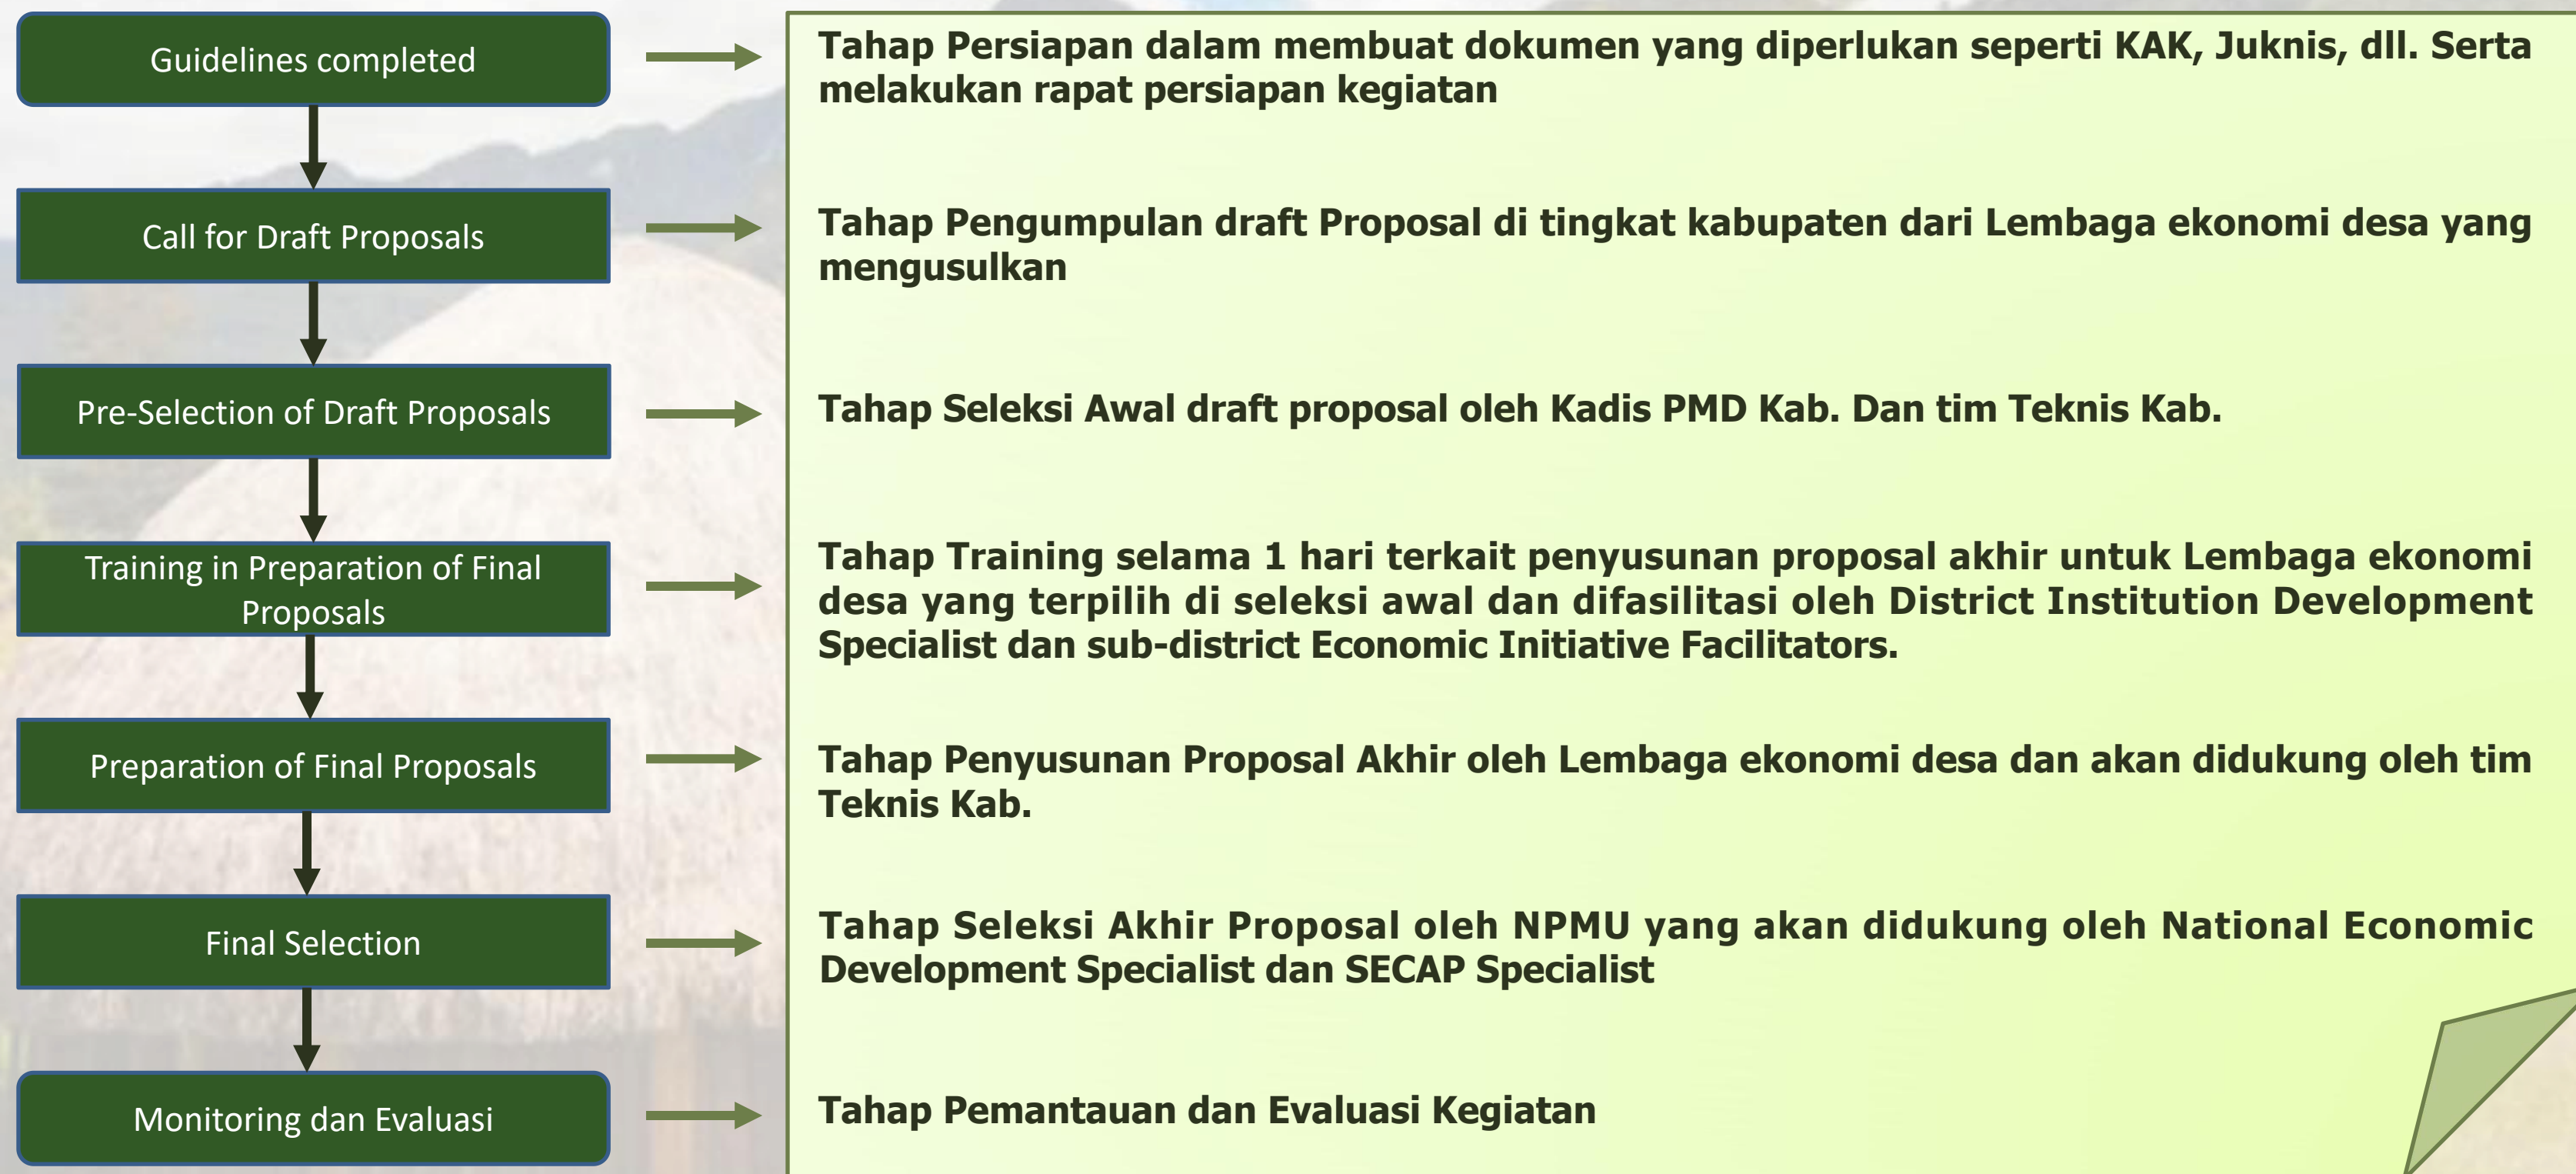 Guidelines completed
Tahap Persiapan dalam membuat dokumen yang diperlukan seperti KAK, Juknis, dll. Serta
melakukan rapat persiapan kegiatan
Call for Draft Proposals
Tahap Pengumpulan draft Proposal di tingkat kabupaten dari Lembaga ekonomi desa yang
mengusulkan
Pre-Selection of Draft Proposals
Tahap Seleksi Awal draft proposal oleh Kadis PMD Kab. Dan tim Teknis Kab.
Training in Preparation of Final
Proposals
Tahap Training selama 1 hari terkait penyusunan proposal akhir untuk Lembaga ekonomi
desa yang terpilih di seleksi awal dan difasilitasi oleh District Institution Development
Specialist dan sub-district Economic Initiative Facilitators.
Preparation of Final Proposals
Tahap Penyusunan Proposal Akhir oleh Lembaga ekonomi desa dan akan didukung oleh tim
Teknis Kab.
Final Selection
Tahap Seleksi Akhir Proposal oleh NPMU yang akan didukung oleh National Economic
Development Specialist dan SECAP Specialist
Monitoring dan Evaluasi
Tahap Pemantauan dan Evaluasi Kegiatan